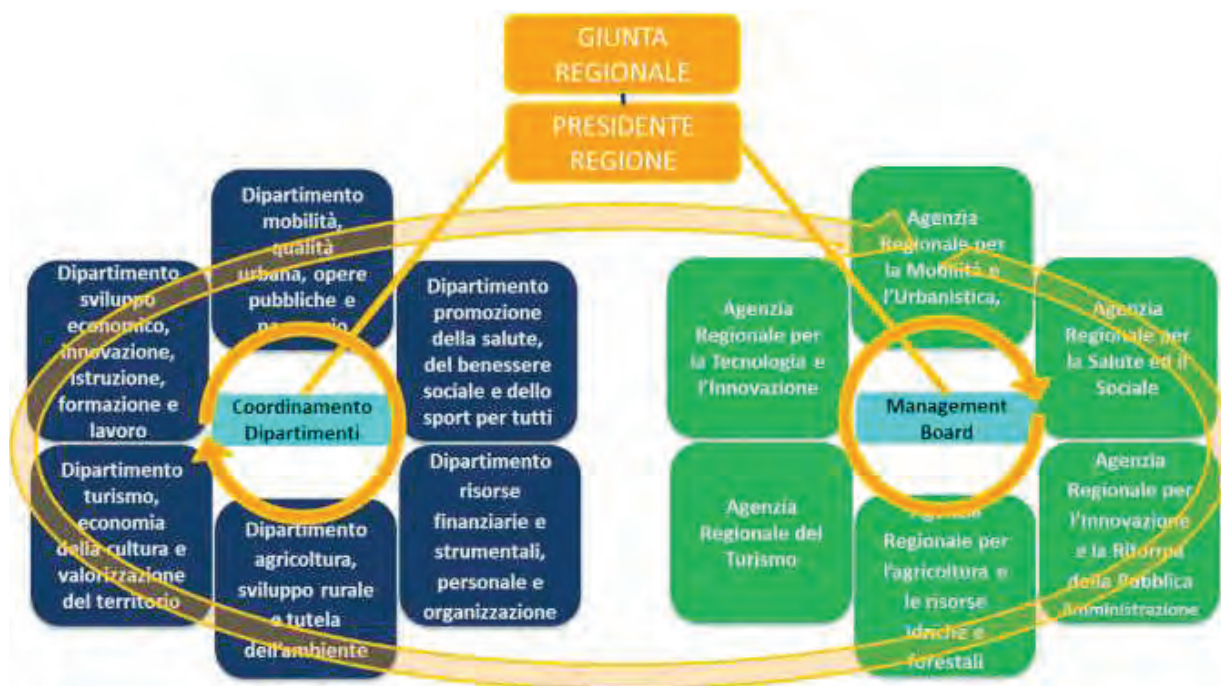 GIUNTA
REGIONALE
PRESIDENTE
REGIONE
Dipartimento
mobilità,
qualità
urbana, opere
pubbliche e
Dipartimento
sviluppo
economico,
innovazione,
istruzione,
formazione e
lavoro
Dipartimento
promozione
della salute,
del benessere
sociale e dello
sport per tutti
Coordinamento
Dipartimenti
Dipartimento
turismo,
economia
della cultura e
valorizzazione
del territorio
Dipartimento
agricoltura,
sviluppo rurale
e tutela
dell'ambiente
Dipartimento
risorse
finanziarie e
strumentali,
personale e
organizzazione
Agenzia
Regionale per
la Mobilità e
l'Urbanistica,
Agenzia
Regionale per
la Tecnologia e
l'Innovazione
Agenzia
Regionale per
la Salute ed il
Sociale
Management
Board
Agenzia
Regionale del
Turismo
Agenzia
Regionale per
l'agricoltura e
le risorse
idriche e
forestali
Agenzia
Regionale per
l'Innovazione
e la Riforma
della Pubblica
Amministrazione